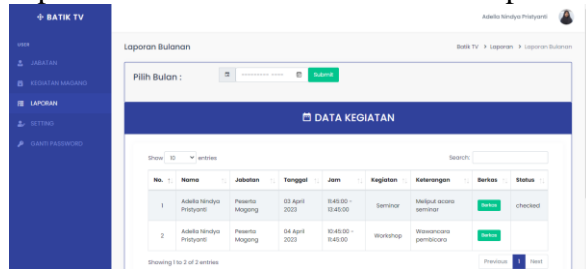 BATIK TV
Adelia Nindya Pristyanti
USER
JABATAN
KEGIATAN MAGANG
LAPORAN
SETTING
GANTI PASSWORD
Laporan Bulanan
Batik TV > Laporan > Laporan Bulanan
Pilih Bulan :
---------- ----
Submit
DATA KEGIATAN
Show 10 entries
Search:
No. Nama Jabatan Tanggal Jam Kegiatan Keterangan Berkas Status
1 Adelia Nindya Pristyanti Peserta Magang 03 April 2023 11:45:00 - 13:45:00 Seminar Meliput acara seminar Berkas checked
2 Adelia Nindya Pristyanti Peserta Magang 04 April 2023 10:45:00 - 11:45:00 Workshop Wawancara pembicara Berkas
Showing 1 to 2 of 2 entries
Previous 1 Next